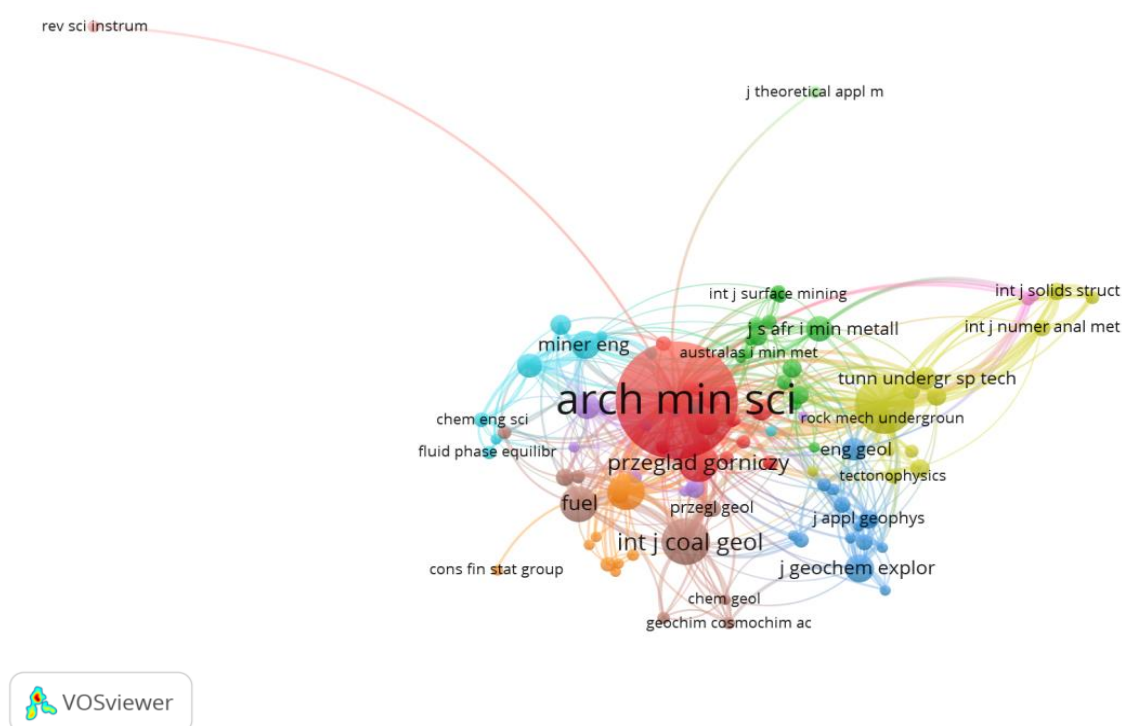 rev sci instrum
j theoretical appl m
int j surface mining
int j solids struct
j s afr i min metall
int j numer anal met
miner eng
australas i min met
tunn undergr sp tech
arch min sci
chem eng sci
rock mech undergroun
fluid phase equilibr
eng geol
przeglad gorniczy
tectonophysics
fuel
przegl geol
j appl geophys
int j coal geol
cons fin stat group
j geochem explor
chem geol
geochim cosmochim ac
VOSviewer